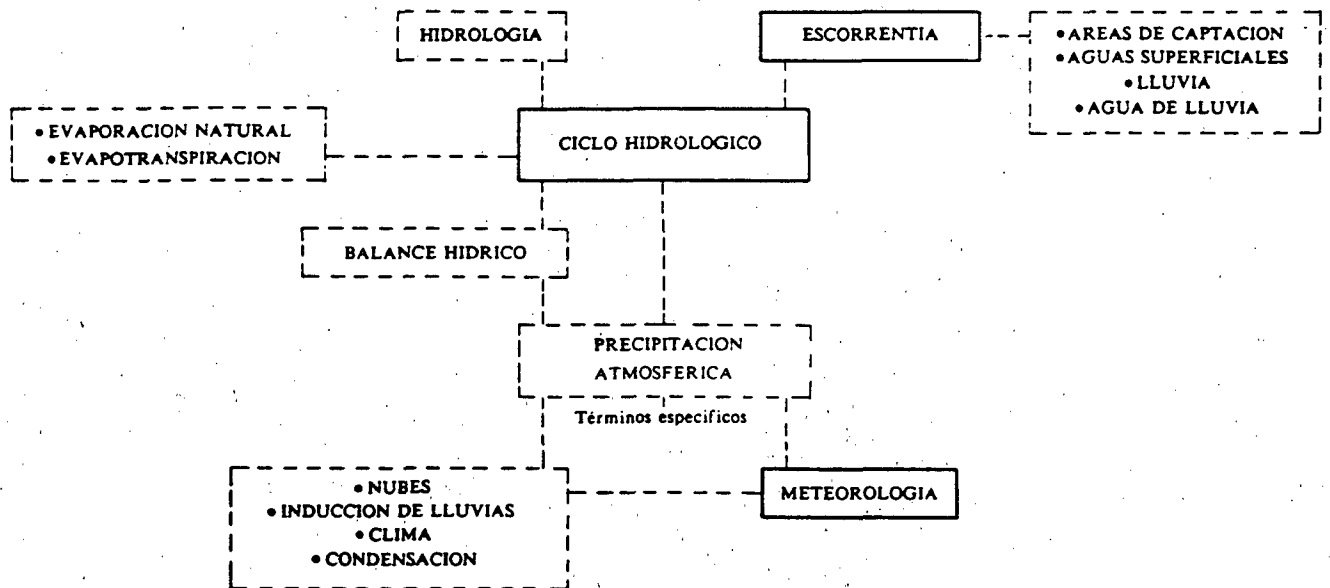 HIDROLOGIA
ESCORRENTIA
• AREAS DE CAPTACION
• AGUAS SUPERFICIALES
• LLUVIA
• AGUA DE LLUVIA
• EVAPORACION NATURAL
• EVAPOTRANSPIRACION
CICLO HIDROLOGICO
BALANCE HIDRICO
PRECIPITACION
ATMOSFERICA
Términos específicos
• NUBES
• INDUCCION DE LLUVIAS
• CLIMA
• CONDENSACION
METEOROLOGIA